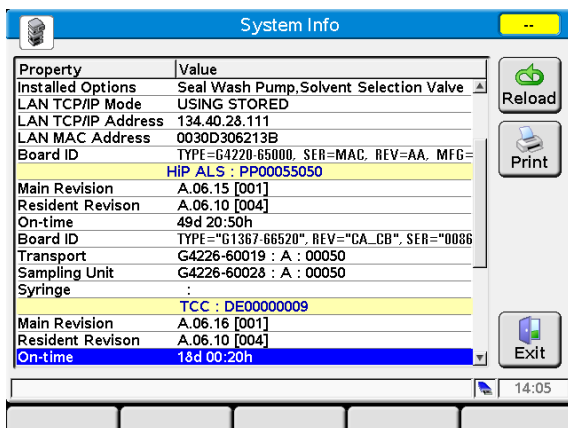 System Info
--
Property Value
Installed Options Seal Wash Pump,Solvent Selection Valve
LAN TCP/IP Mode USING STORED
LAN TCP/IP Address 134.40.28.111
LAN MAC Address 0030D306213B
Board ID TYPE=G4220-65000, SER=MAC, REV=AA, MFG=
HiP ALS : PP00055050
Main Revision A.06.15 [001]
Resident Revison A.06.10 [004]
On-time 49d 20:50h
Board ID TYPE="G1367-66520", REV="CA_CB", SER="0086
Transport G4226-60019 : A : 00050
Sampling Unit G4226-60028 : A : 00050
Syringe :
TCC : DE00000009
Main Revision A.06.16 [001]
Resident Revison A.06.10 [004]
On-time 18d 00:20h
Reload
Print
Exit
14:05